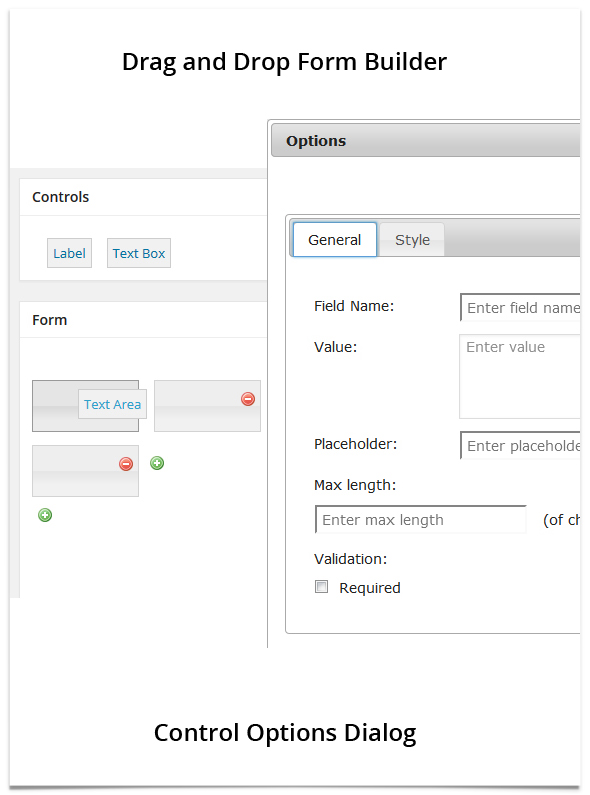 Drag and Drop Form Builder
Controls
Label
Text Box
Form
Text Area
Options
General
Style
Field Name:
Enter field name
Value:
Enter value
Placeholder:
Enter placeholde
Max length:
Enter max length
(of ch
Validation:
Required
Control Options Dialog